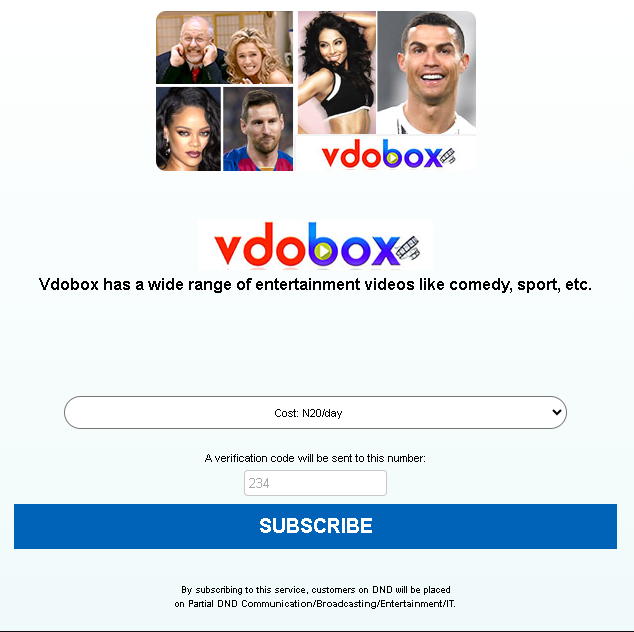 vdobox
vdobox
Vdobox has a wide range of entertainment videos like comedy, sport, etc.
Cost: N20/day
A verification code will be sent to this number:
234
SUBSCRIBE
By subscribing to this service, customers on DND will be placed
on Partial DND Communication/Broadcasting/Entertainment/IT.